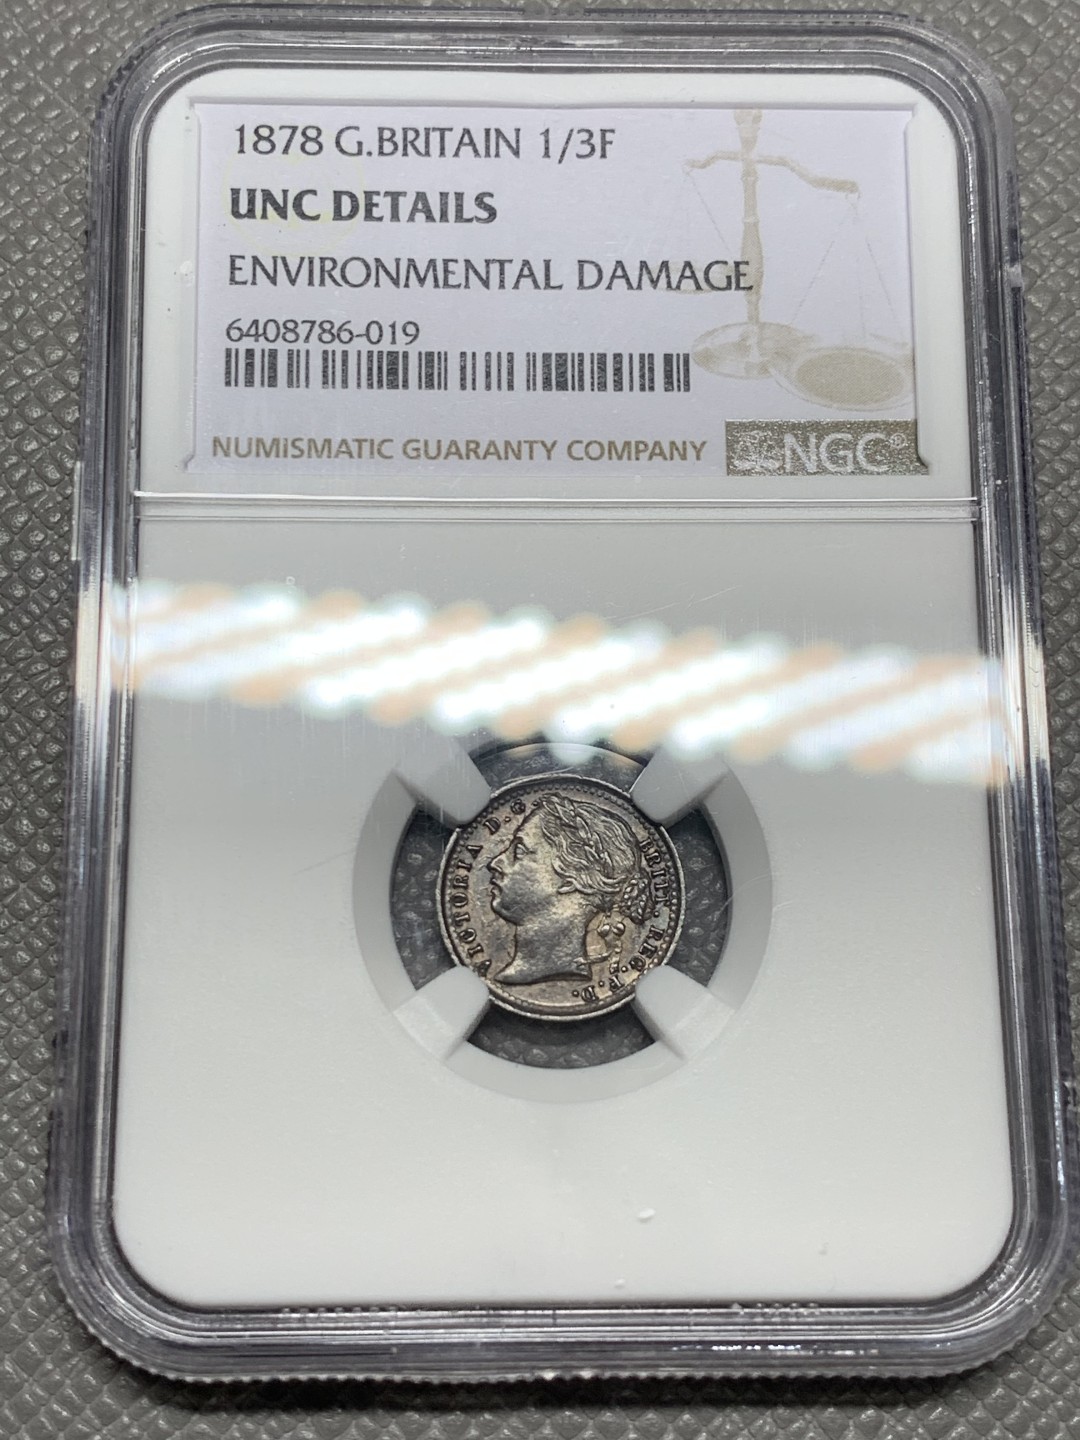 1878 G.BRITAIN 1/3F
UNC DETAILS
ENVIRONMENTAL DAMAGE
6408786-019
NUMISMATIC GUARANTY COMPANY
NGC®
VICTORIA D.G. BRITT. REG. F.D.